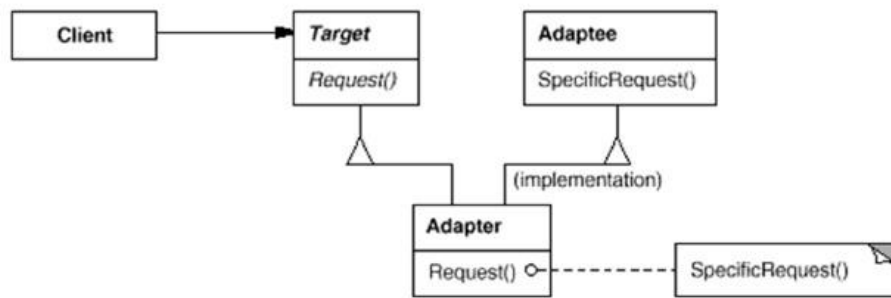 Client
Target
Request()
Adaptee
SpecificRequest()
(implementation)
Adapter
Request()
SpecificRequest()